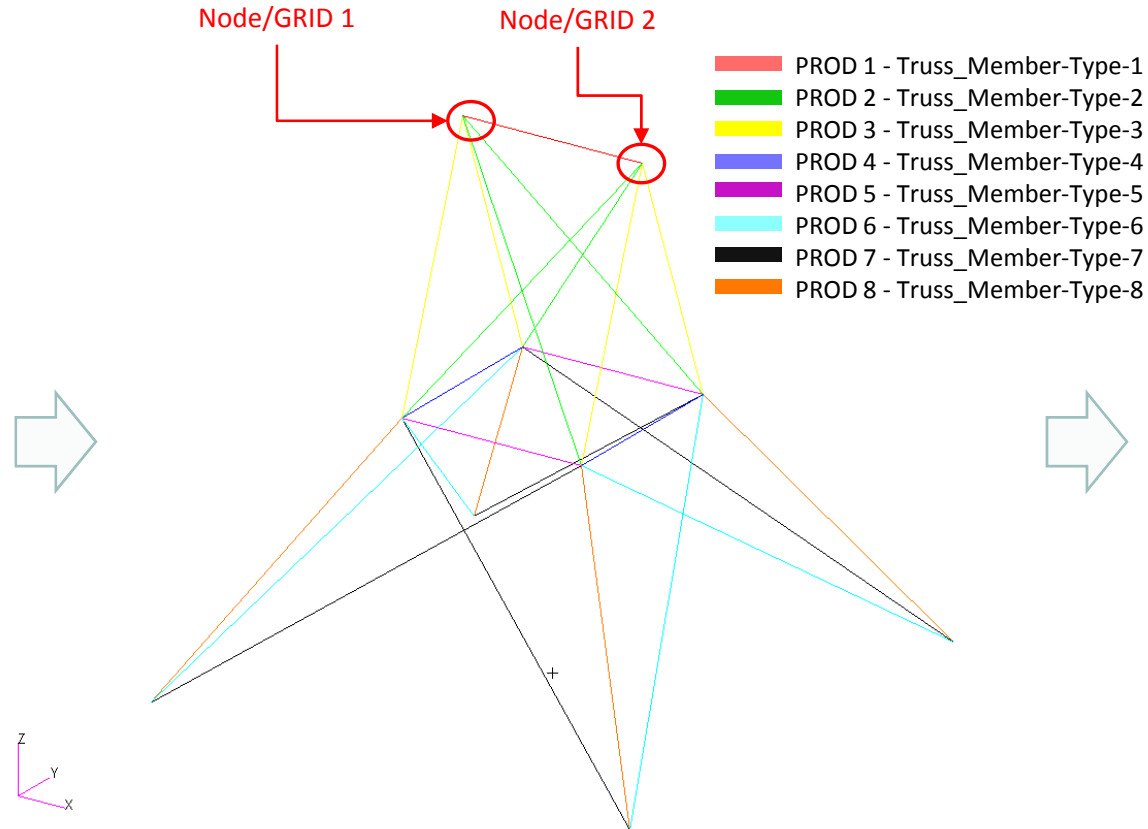 Node/GRID 1
Node/GRID 2
PROD 1 - Truss_Member-Type-1
PROD 2 - Truss_Member-Type-2
PROD 3 - Truss_Member-Type-3
PROD 4 - Truss_Member-Type-4
PROD 5 - Truss_Member-Type-5
PROD 6 - Truss_Member-Type-6
PROD 7 - Truss_Member-Type-7
PROD 8 - Truss_Member-Type-8
Z
Y
X